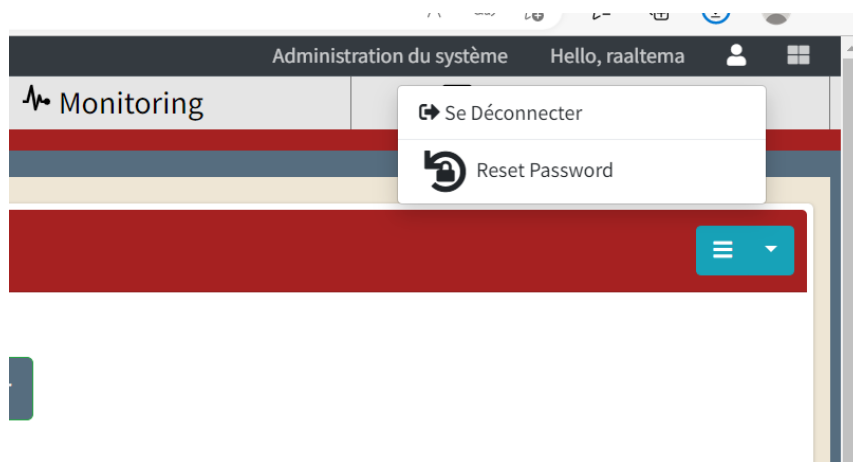 Administration du système Hello, raaltema
Monitoring
Se Déconnecter
Reset Password